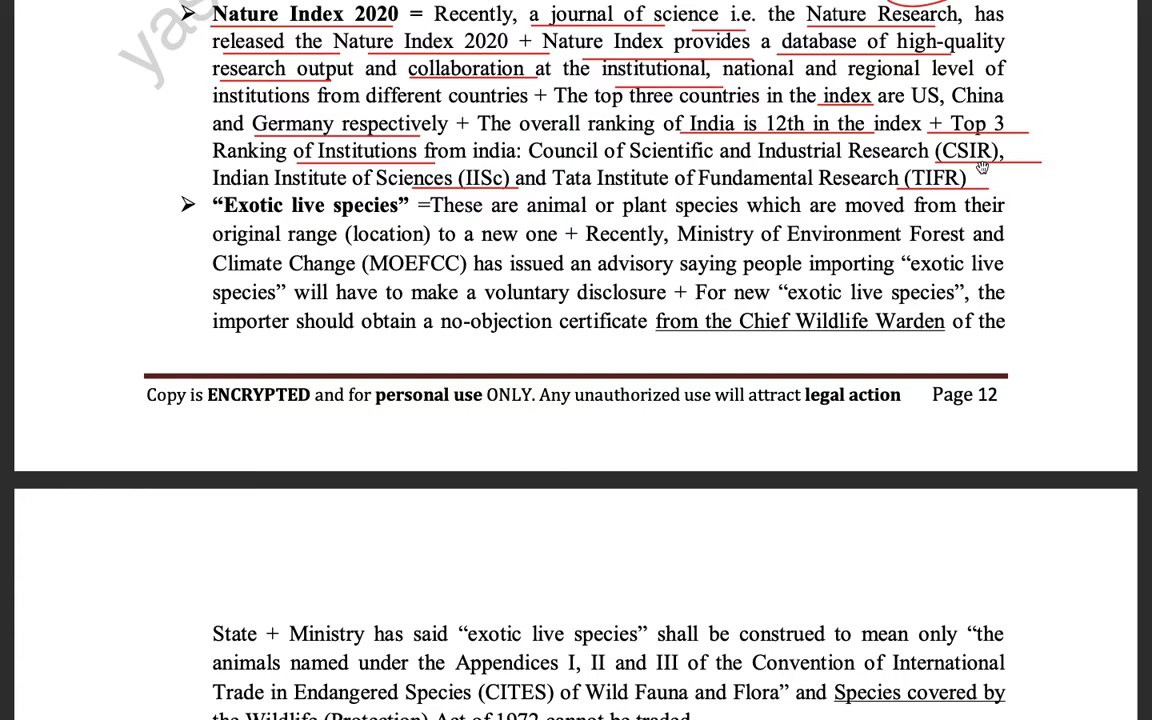 ➤ Nature Index 2020 = Recently, a journal of science i.e. the Nature Research, has
released the Nature Index 2020 + Nature Index provides a database of high-quality
research output and collaboration at the institutional, national and regional level of
institutions from different countries + The top three countries in the index are US, China
and Germany respectively + The overall ranking of India is 12th in the index + Top 3
Ranking of Institutions from india: Council of Scientific and Industrial Research (CSIR),
Indian Institute of Sciences (IISc) and Tata Institute of Fundamental Research (TIFR)
➤ “Exotic live species” =These are animal or plant species which are moved from their
original range (location) to a new one + Recently, Ministry of Environment Forest and
Climate Change (MOEFCC) has issued an advisory saying people importing “exotic live
species” will have to make a voluntary disclosure + For new “exotic live species”, the
importer should obtain a no-objection certificate from the Chief Wildlife Warden of the
Copy is ENCRYPTED and for personal use ONLY. Any unauthorized use will attract legal action Page 12
State + Ministry has said “exotic live species” shall be construed to mean only “the
animals named under the Appendices I, II and III of the Convention of International
Trade in Endangered Species (CITES) of Wild Fauna and Flora” and Species covered by
the Wildlife (Protection) Act of 1972 cannot be traded